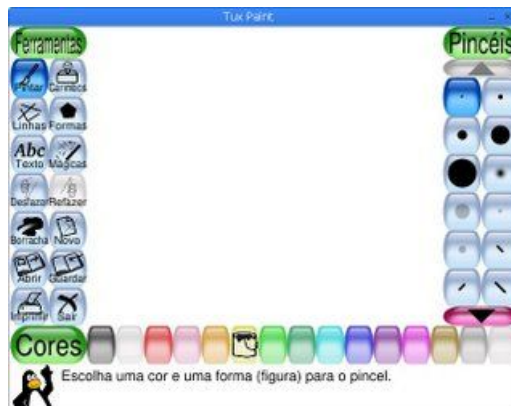 Tux Paint
Ferramentas
Pincéis
Pintar Carimbos
Linhas Formas
Abc
Texto Mágicas
Desfazer Refazer
Borracha Novo
Abrir Guardar
Imprimir Sair
Cores
Escolha uma cor e uma forma (figura) para o pincel.